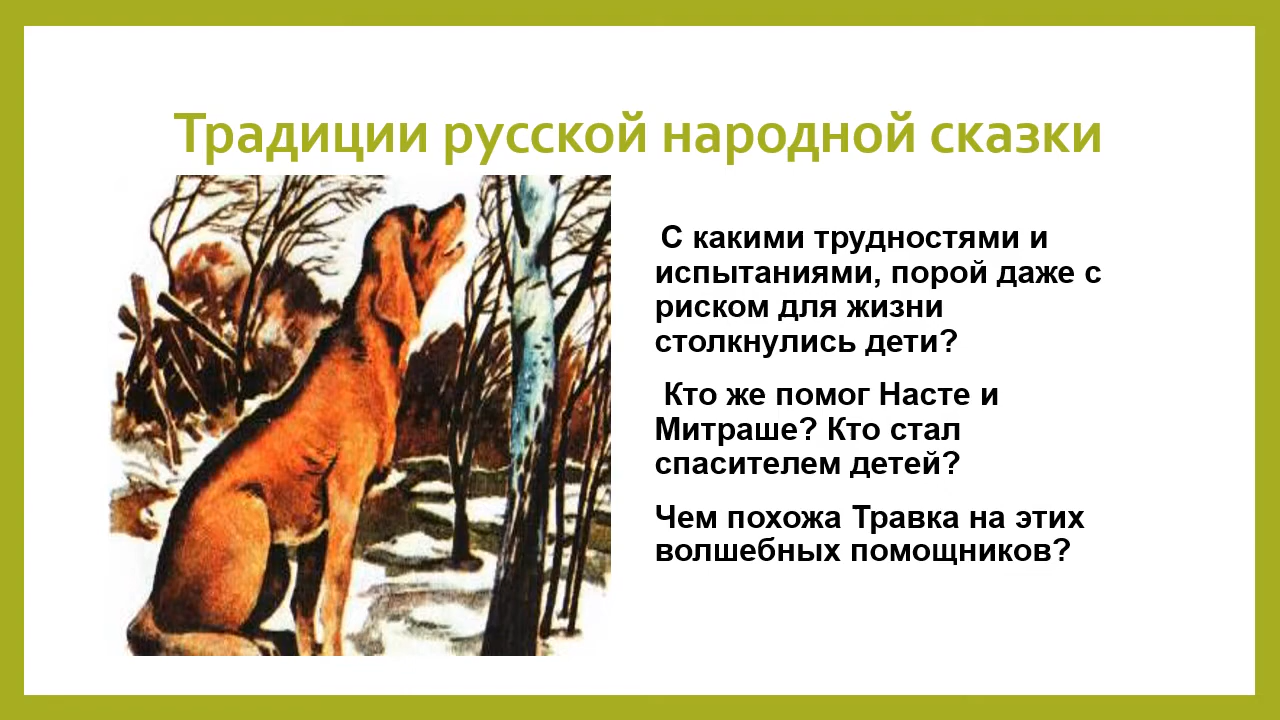 Традиции русской народной сказки
С какими трудностями и
испытаниями, порой даже с
риском для жизни
столкнулись дети?
Кто же помог Насте и
Митраше? Кто стал
спасителем детей?
Чем похожа Травка на этих
волшебных помощников?